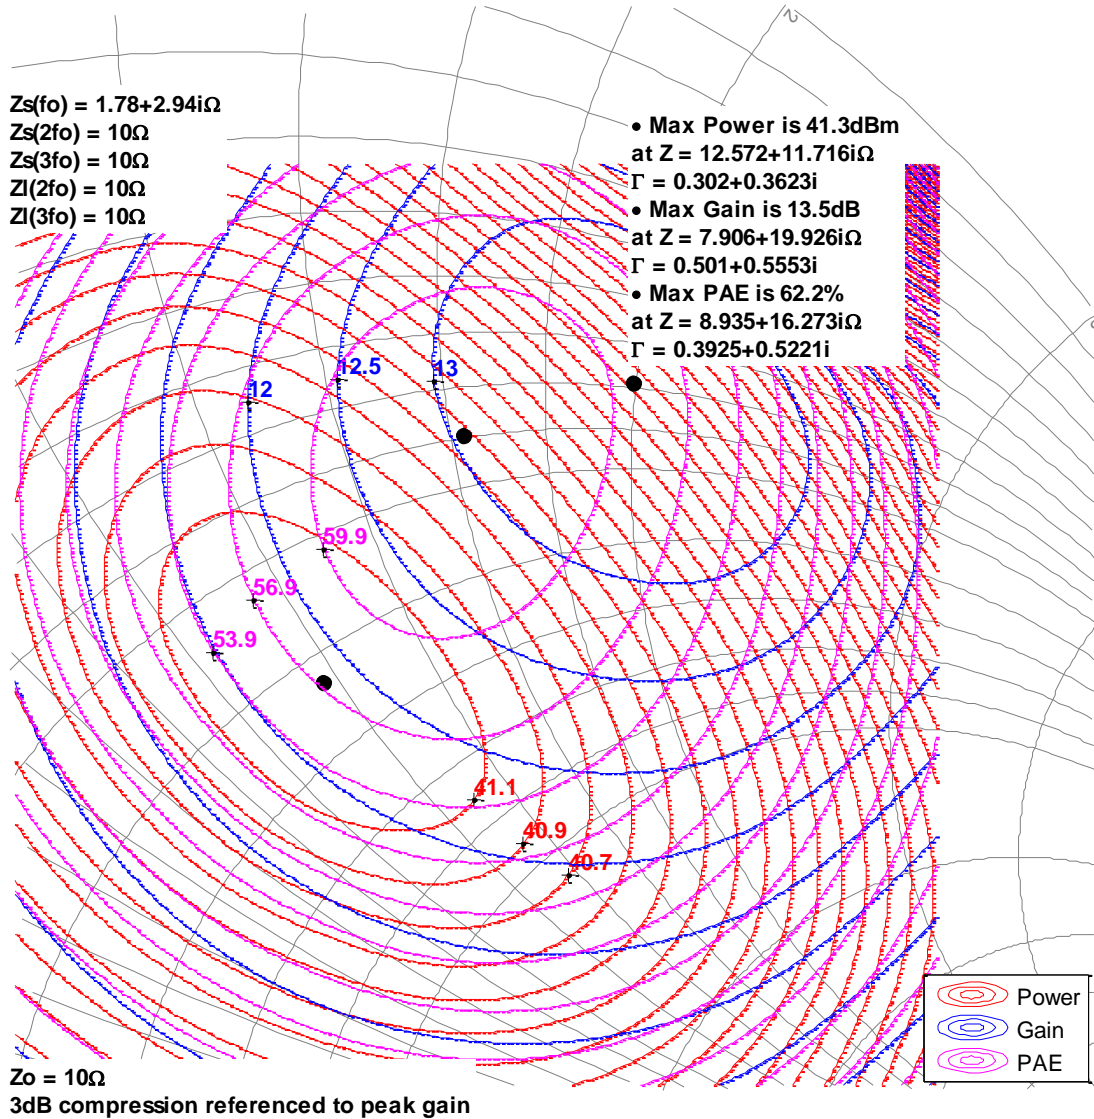 2
Zs(fo) = 1.78+2.94iΩ
Zs(2fo) = 10Ω
Zs(3fo) = 10Ω
Zl(2fo) = 10Ω
Zl(3fo) = 10Ω
• Max Power is 41.3dBm
at Z = 12.572+11.716iΩ
Γ = 0.302+0.3623i
• Max Gain is 13.5dB
at Z = 7.906+19.926iΩ
Γ = 0.501+0.5553i
• Max PAE is 62.2%
at Z = 8.935+16.273iΩ
Γ = 0.3925+0.5221i
12.5
13
12
59.9
56.9
53.9
41.1
40.9
40.7
Power
Gain
PAE
Zo = 10Ω
3dB compression referenced to peak gain